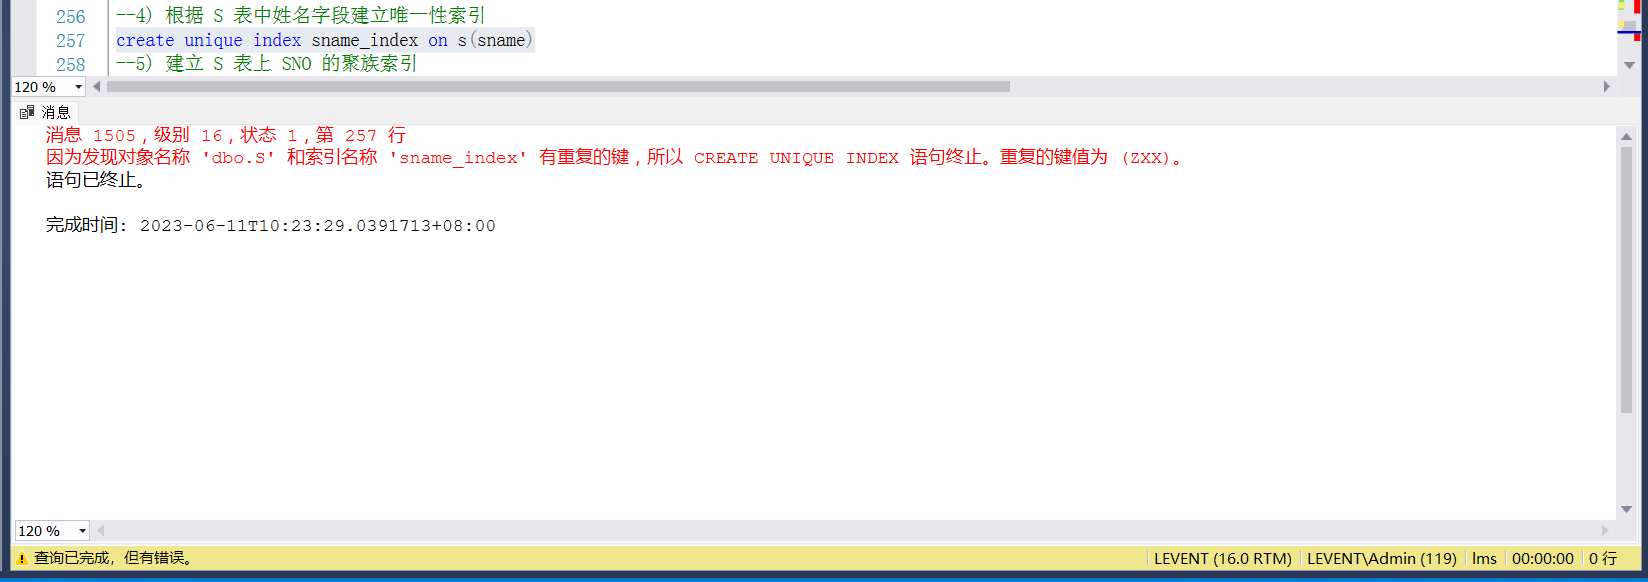 256 --4) 根据 S 表中姓名字段建立唯一性索引
257 create unique index sname_index on s(sname)
258 --5) 建立 S 表上 SNO 的聚族索引
120 %
消息
消息 1505，级别 16，状态 1，第 257 行
因为发现对象名称 'dbo.S' 和索引名称 'sname_index' 有重复的键，所以 CREATE UNIQUE INDEX 语句终止。重复的键值为 (ZXX)。
语句已终止。
完成时间: 2023-06-11T10:23:29.0391713+08:00
120 %
查询已完成，但有错误。 LEVENT (16.0 RTM) LEVENT\Admin (119) lms 00:00:00 0 行